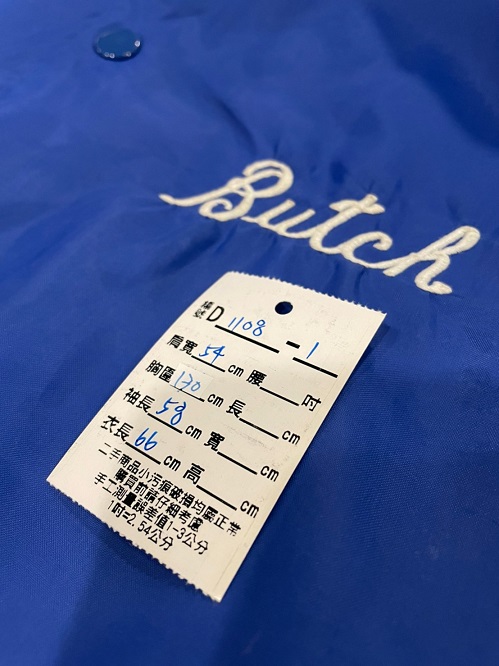 Butch
編號D 1108 - 1
肩寬 54 cm 腰 吋
胸圍 120 cm 長 cm
袖長 58 cm 寬 cm
衣長 66 cm 高 cm
二手商品小污痕破損均屬正常
購買前請仔細考慮
手工測量誤差值1-3公分
1吋=2.54公分